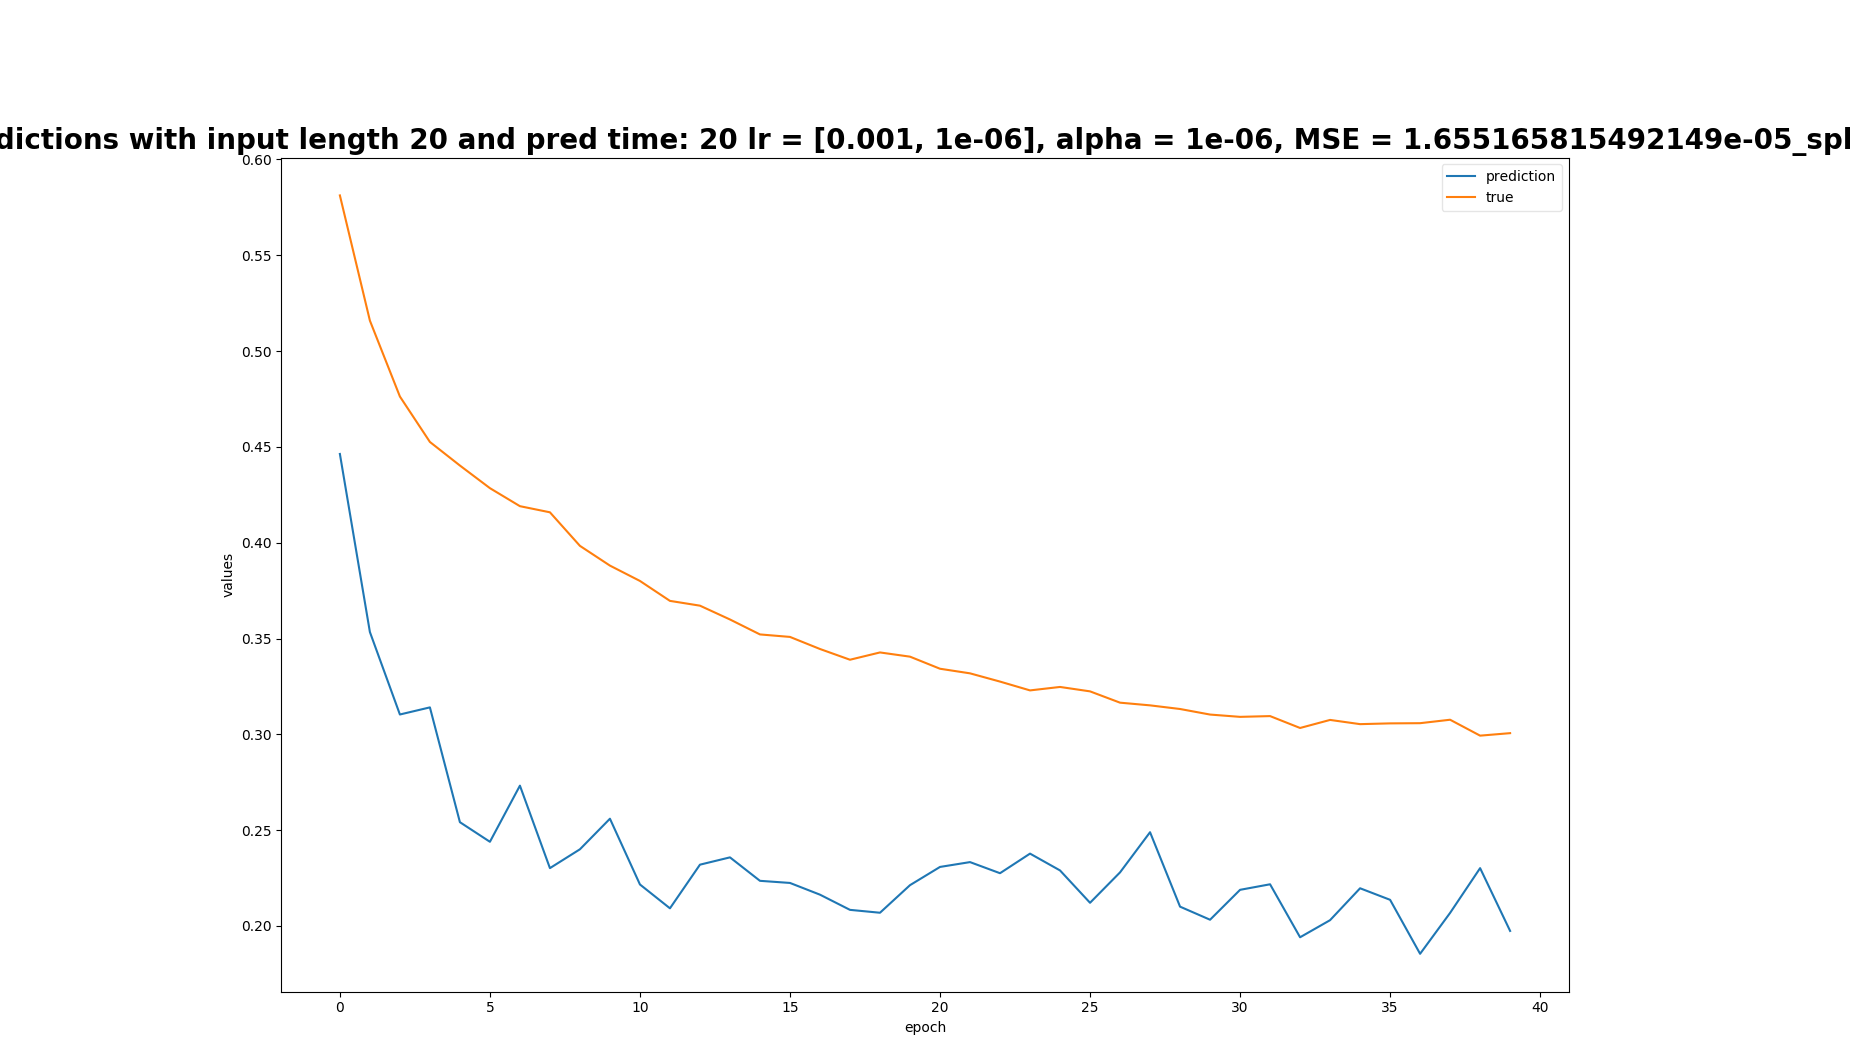 dictions with input length 20 and pred time: 20 lr = [0.001, 1e-06], alpha = 1e-06, MSE = 1.655165815492149e-05_spl
prediction
true
0.60
0.55
0.50
0.45
0.40
0.35
0.30
0.25
0.20
values
0 5 10 15 20 25 30 35 40
epoch